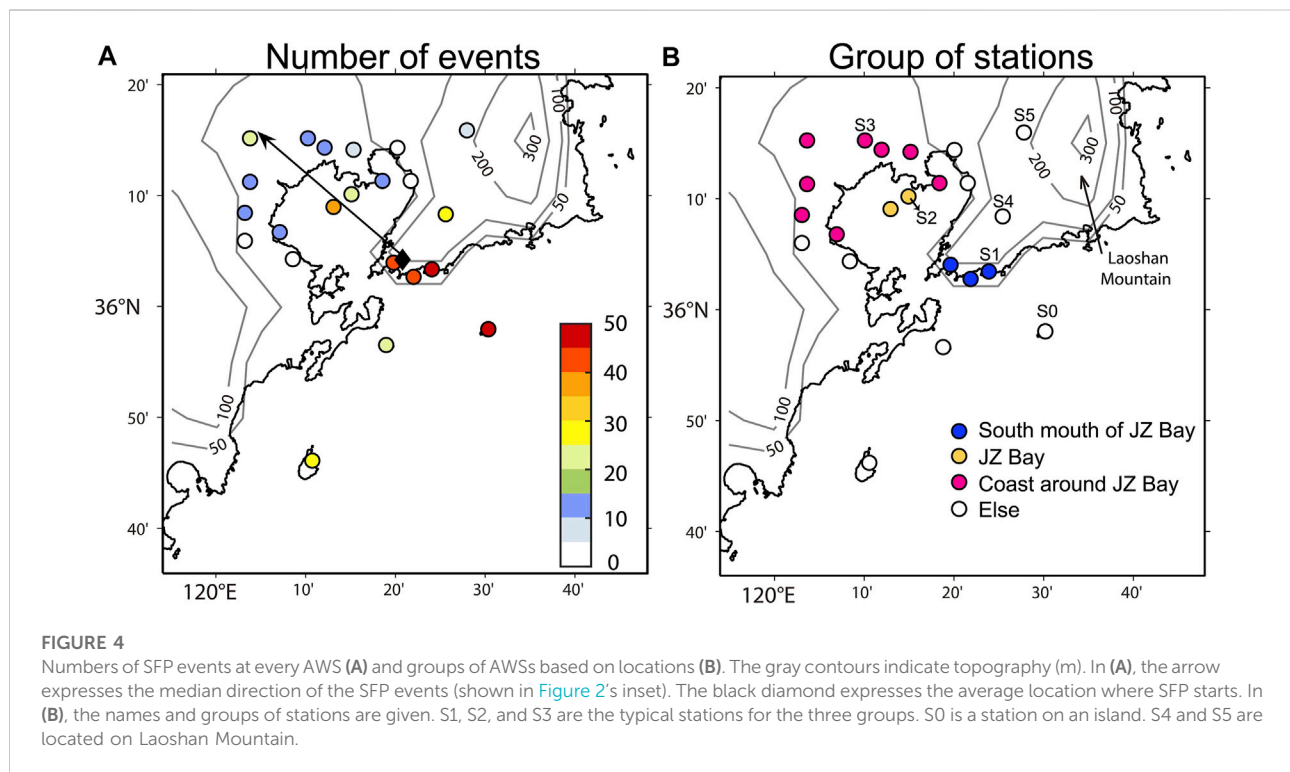 A
Number of events
20'
10'
36°N
50'
40'
120°E
10'
20'
30'
40'
100
200
300
50
100
50
50
40
30
20
10
0
B
Group of stations
20'
10'
36°N
50'
40'
120°E
10'
20'
30'
40'
100
200
300
50
100
50
S3
S5
S2
S4
S1
S0
Laoshan
Mountain
South mouth of JZ Bay
JZ Bay
Coast around JZ Bay
Else
FIGURE 4
Numbers of SFP events at every AWS (A) and groups of AWSs based on locations (B). The gray contours indicate topography (m). In (A), the arrow
expresses the median direction of the SFP events (shown in Figure 2's inset). The black diamond expresses the average location where SFP starts. In
(B), the names and groups of stations are given. S1, S2, and S3 are the typical stations for the three groups. S0 is a station on an island. S4 and S5 are
located on Laoshan Mountain.